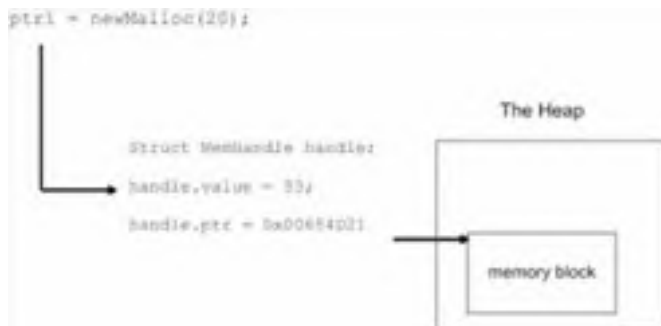 ptr1 = newMalloc(20);
The Heap
Struct MemHandle handle;
handle.value = 33;
handle.ptr = 0x00654D21
memory block